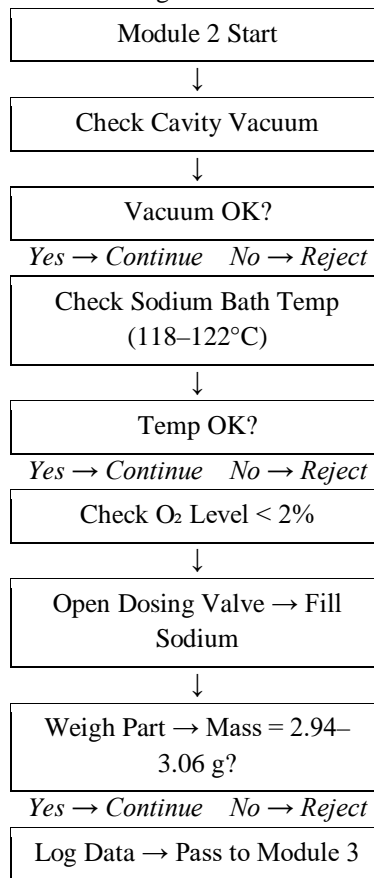 Module 2 Start
↓
Check Cavity Vacuum
↓
Vacuum OK?
Yes → Continue No → Reject
Check Sodium Bath Temp
(118–122°C)
↓
Temp OK?
Yes → Continue No → Reject
Check O₂ Level < 2%
↓
Open Dosing Valve → Fill
Sodium
↓
Weigh Part → Mass = 2.94–
3.06 g?
Yes → Continue No → Reject
Log Data → Pass to Module 3